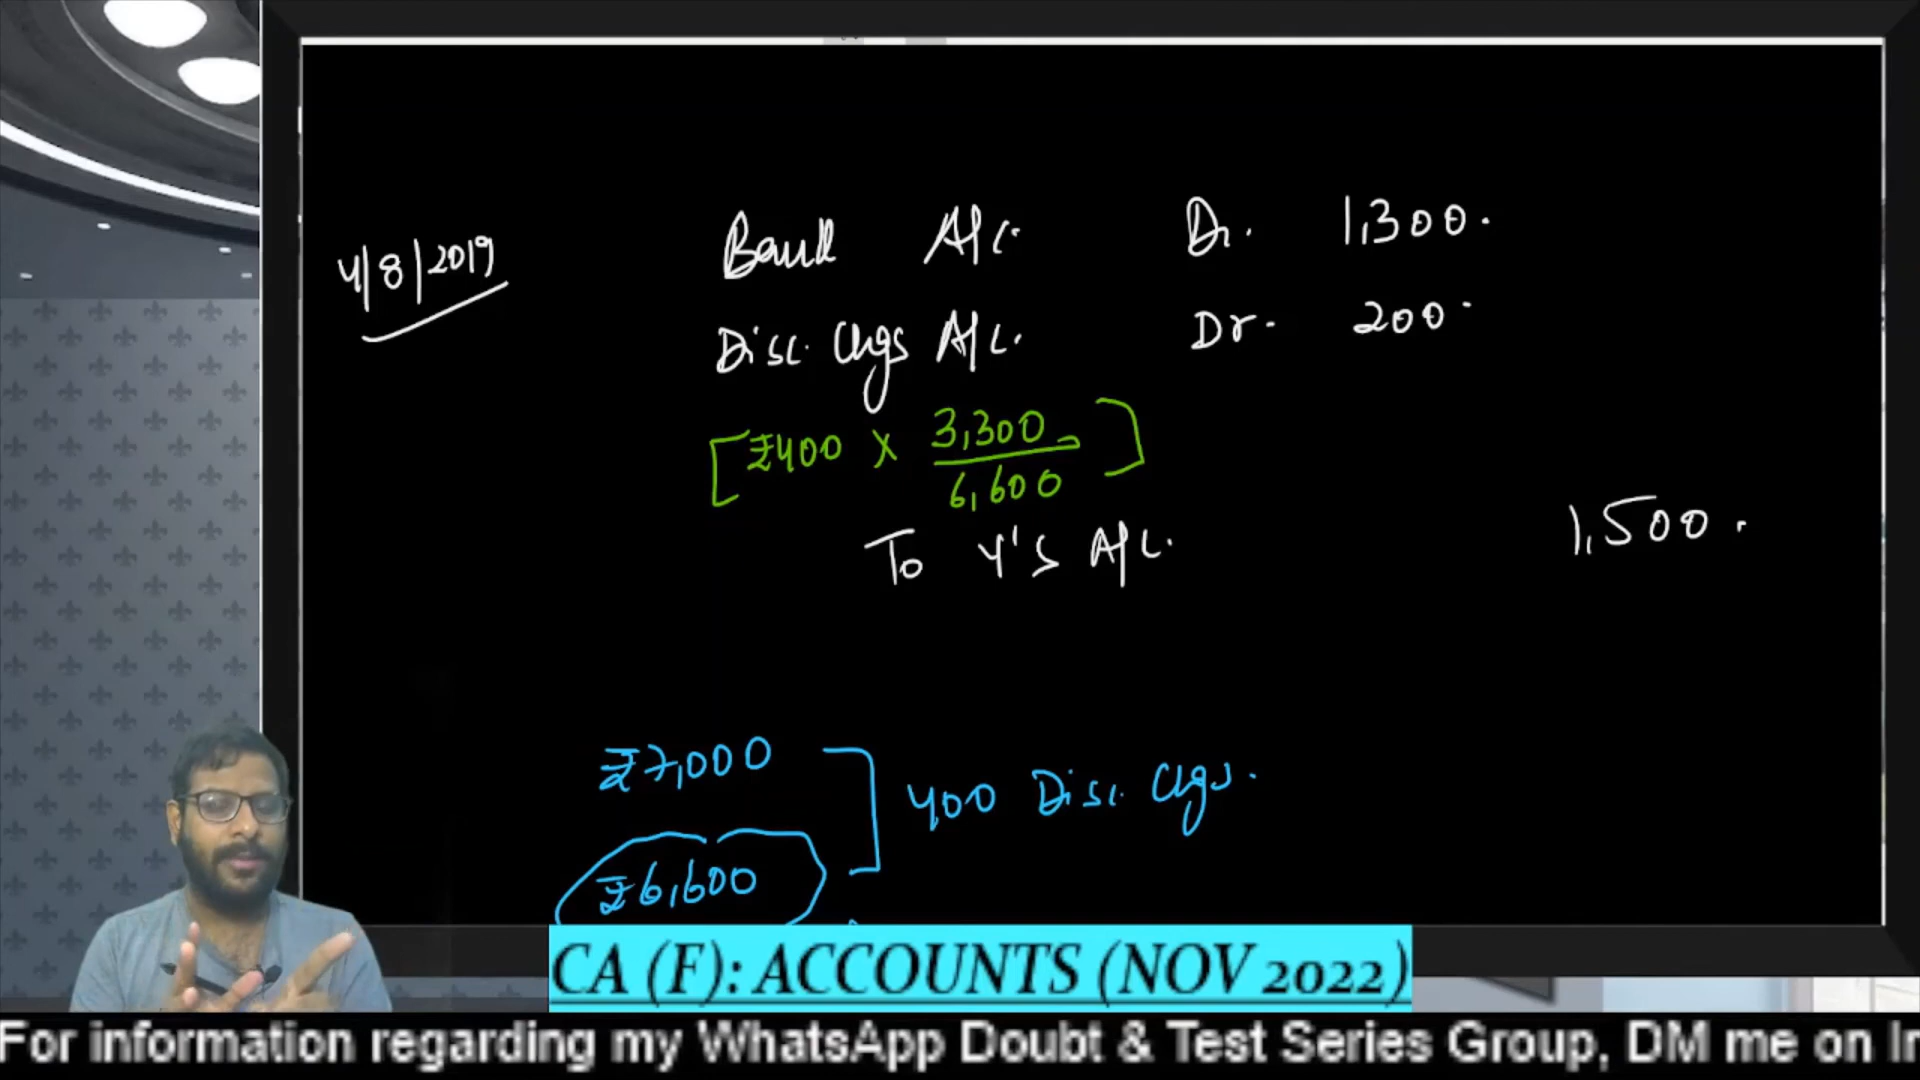 4/8/2019 Bank A/c. Dr. 1,300.
Disc. Chgs A/c. Dr. 200.
[₹400 X 3,300 / 6,600]
To Y's A/c. 1,500.
₹7,000
400 Disc. Chgs.
₹6,600
CA (F): ACCOUNTS (NOV 2022)
For information regarding my WhatsApp Doubt & Test Series Group, DM me on In